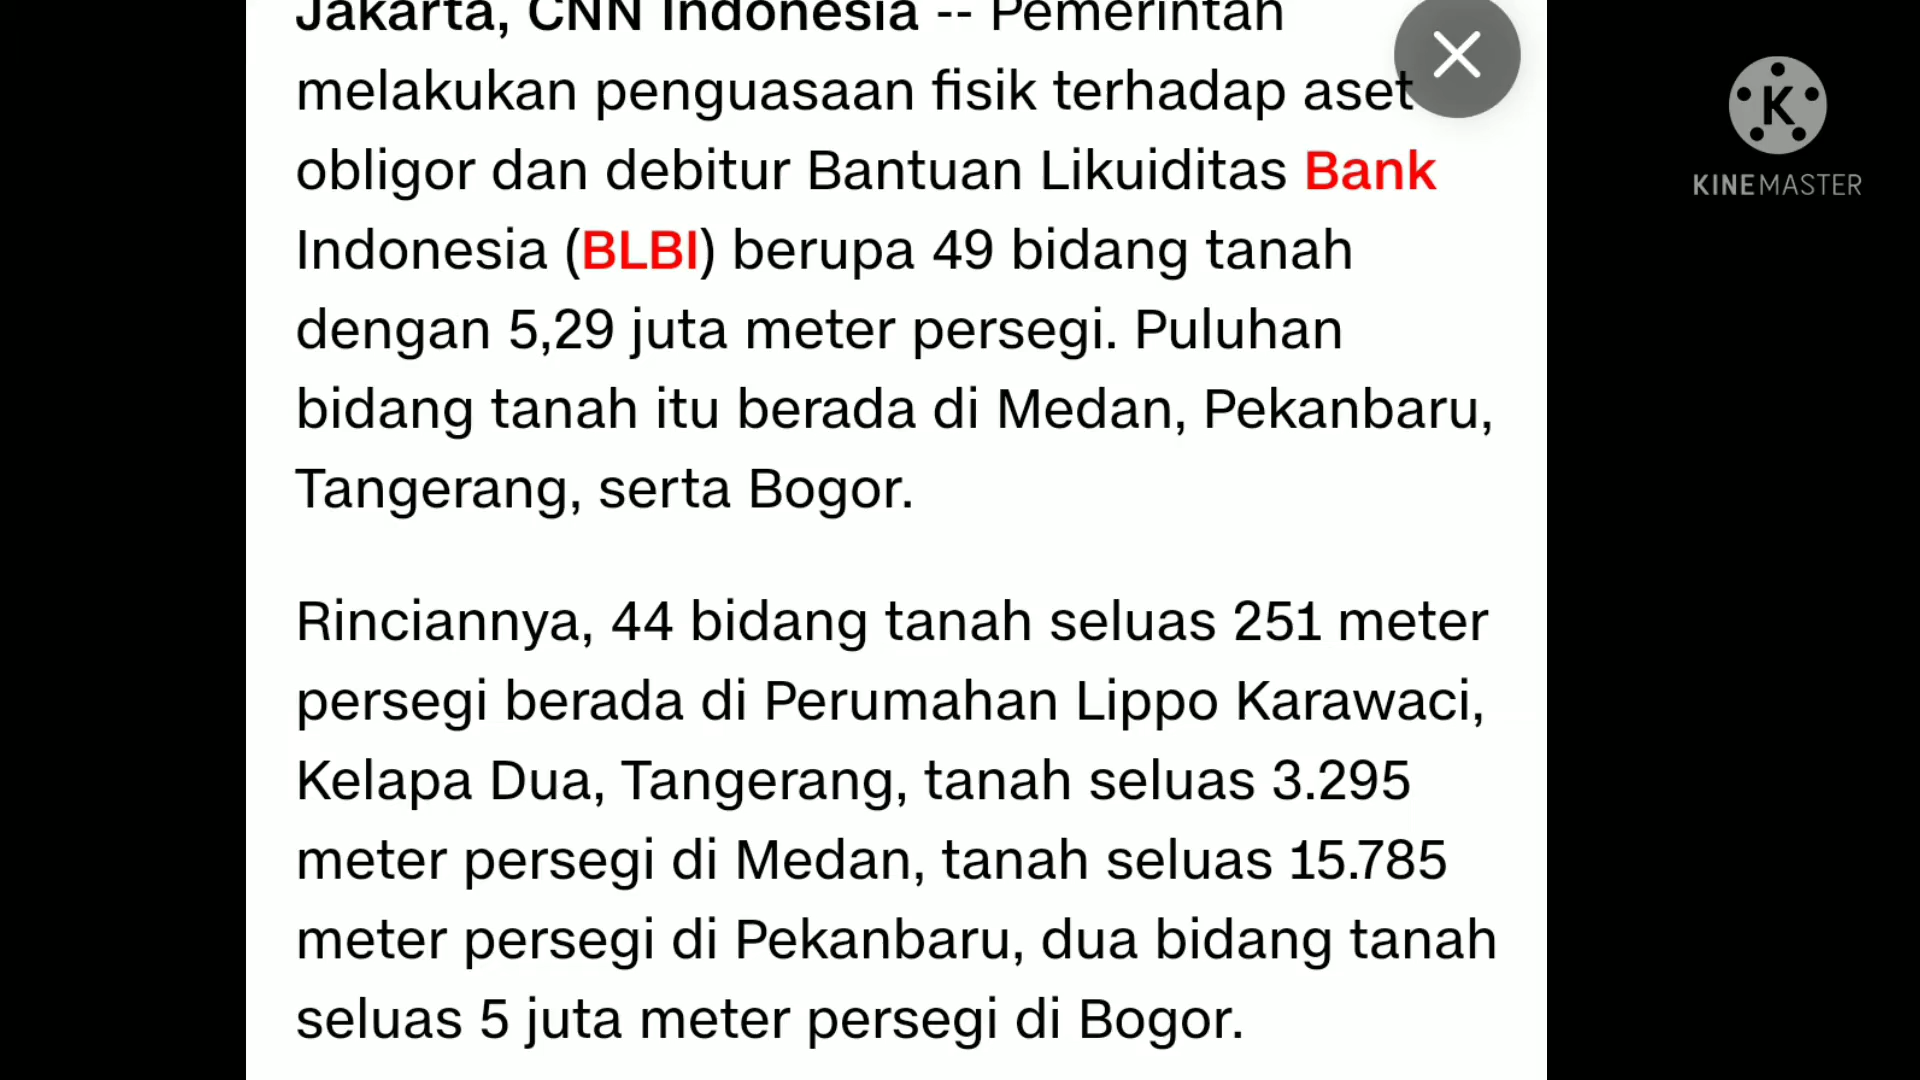 Jakarta, CNN Indonesia -- Pemerintah
melakukan penguasaan fisik terhadap aset
obligor dan debitur Bantuan Likuiditas Bank
Indonesia (BLBI) berupa 49 bidang tanah
dengan 5,29 juta meter persegi. Puluhan
bidang tanah itu berada di Medan, Pekanbaru,
Tangerang, serta Bogor.
Rinciannya, 44 bidang tanah seluas 251 meter
persegi berada di Perumahan Lippo Karawaci,
Kelapa Dua, Tangerang, tanah seluas 3.295
meter persegi di Medan, tanah seluas 15.785
meter persegi di Pekanbaru, dua bidang tanah
seluas 5 juta meter persegi di Bogor.
K
KINEMASTER